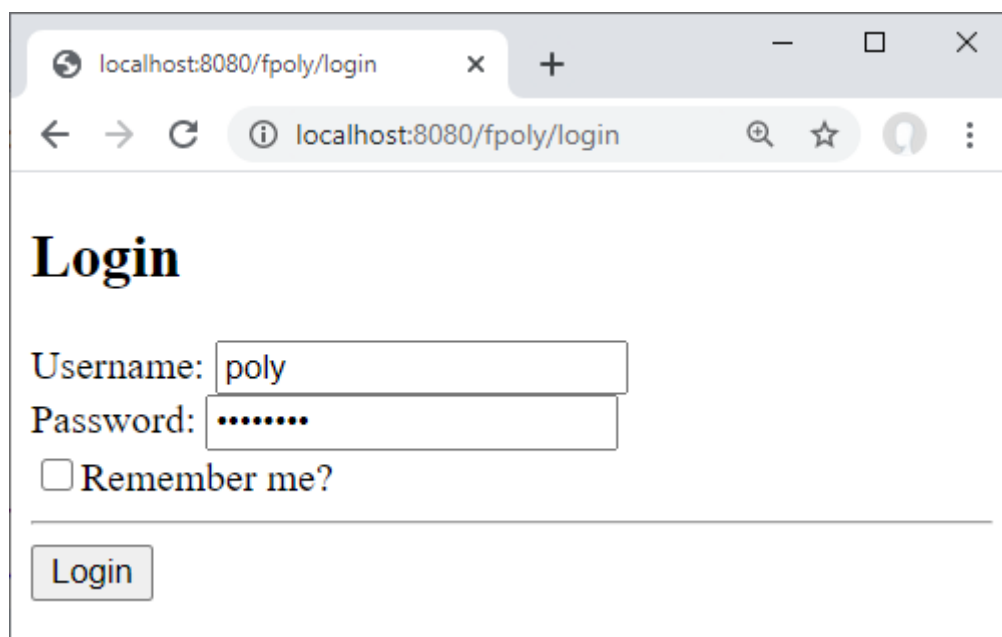 localhost:8080/fpoly/login
localhost:8080/fpoly/login
Login
Username: poly
Password: ••••••••
Remember me?
Login